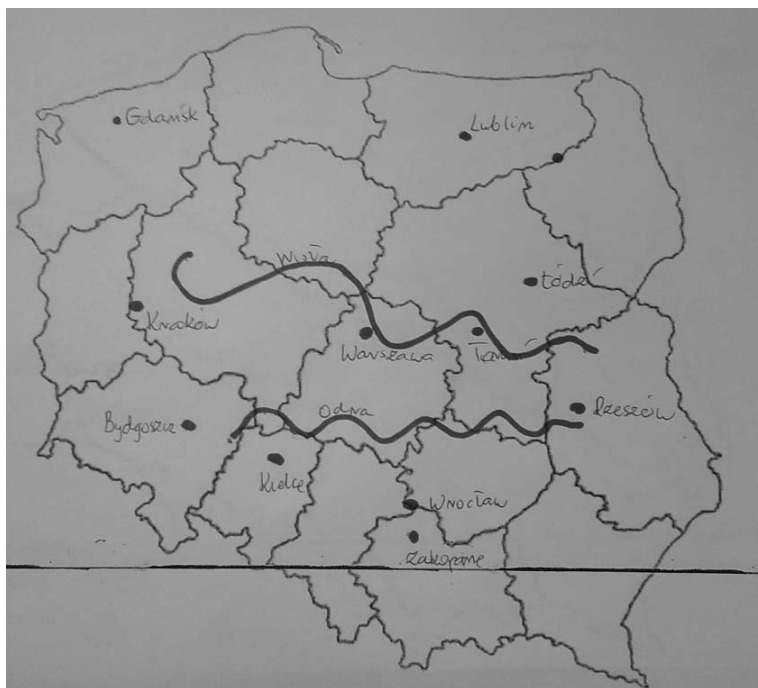 Gdańsk
Lublin
Wisła
Łódź
Kraków
Warszawa
Toruń
Odra
Rzeszów
Bydgoszcz
Kielce
Wrocław
Zakopane